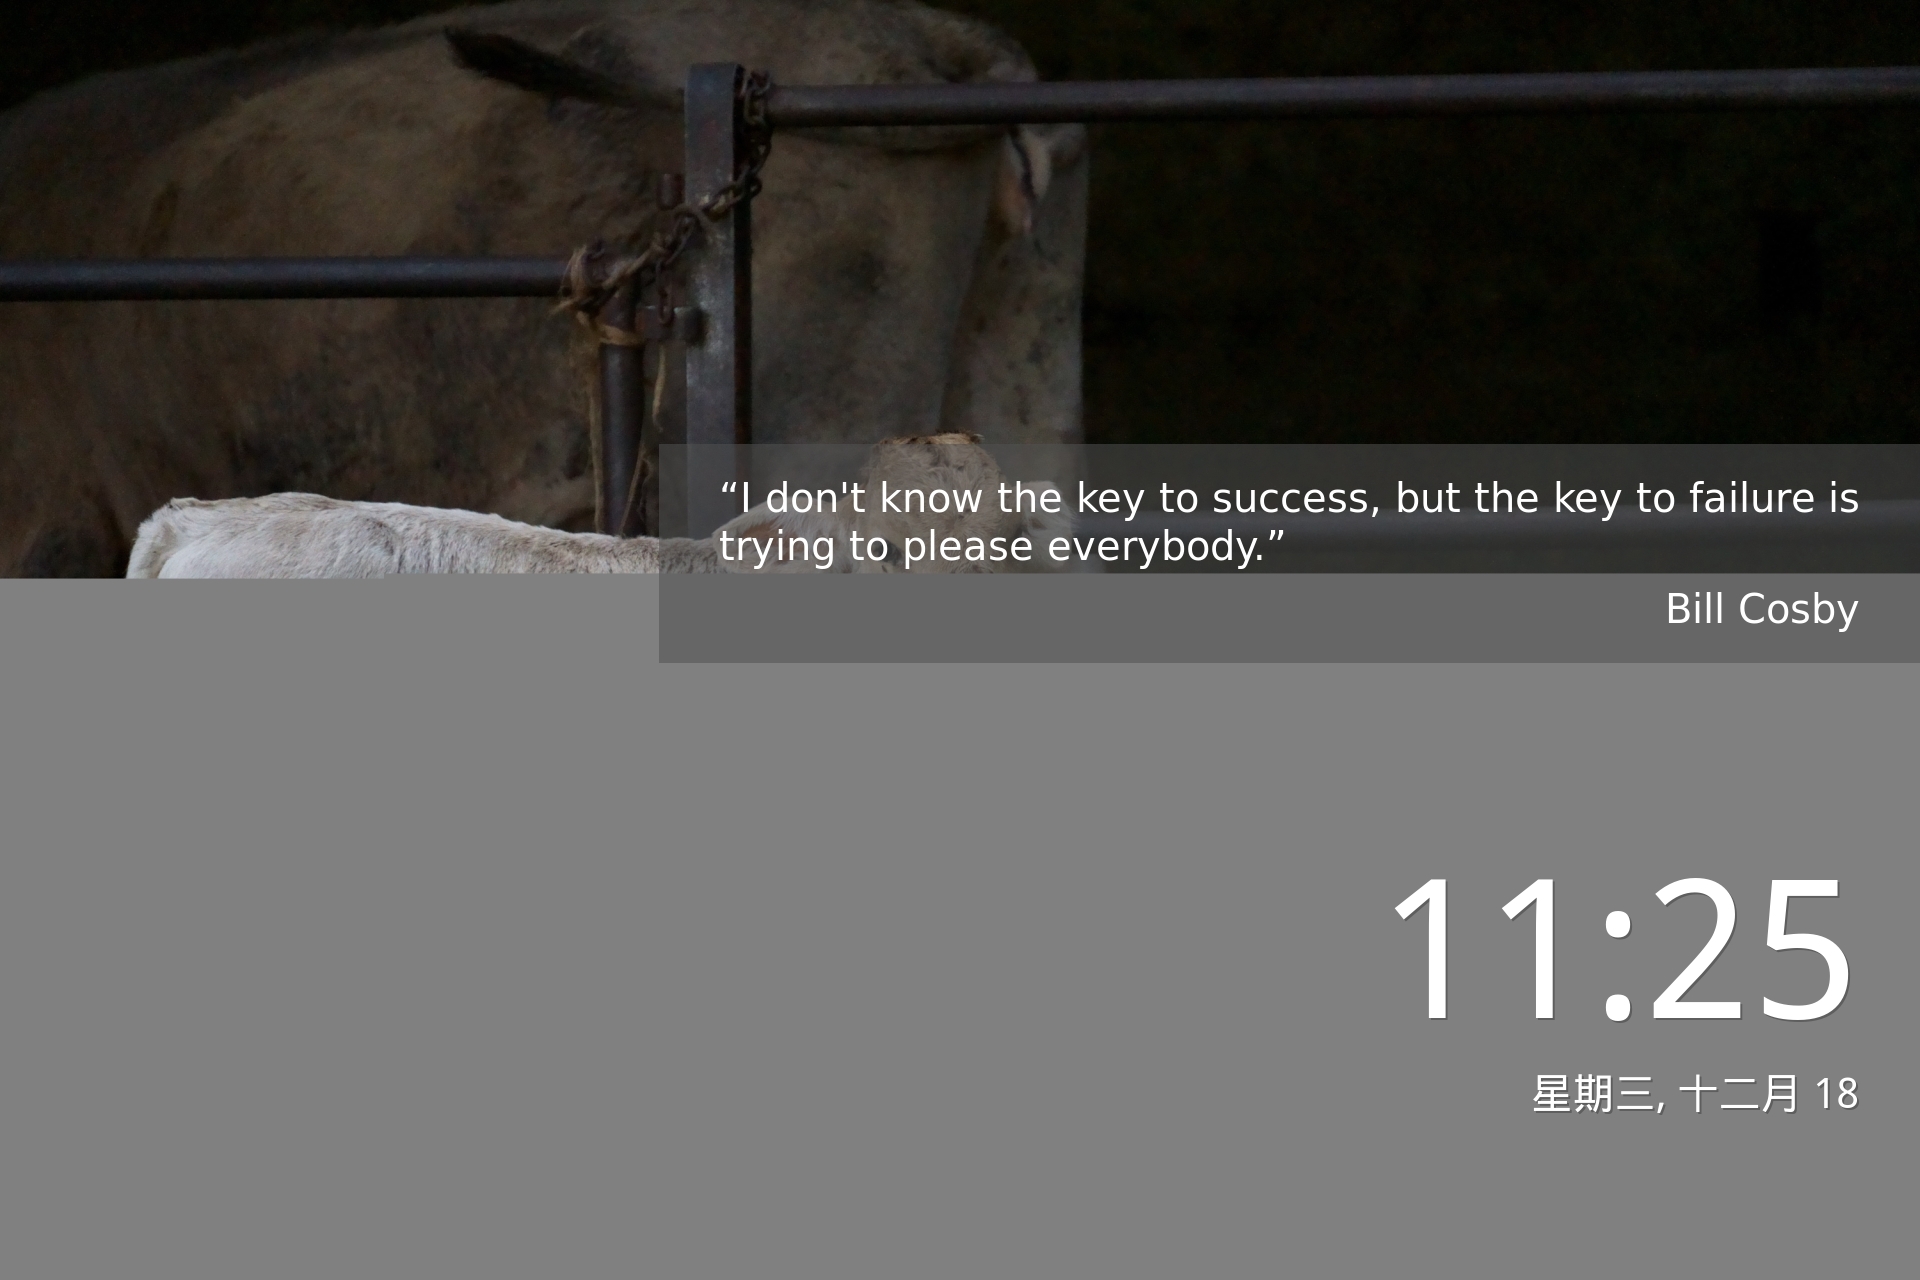 “I don't know the key to success, but the key to failure is
trying to please everybody.”
Bill Cosby
11:25
星期三, 十二月 18